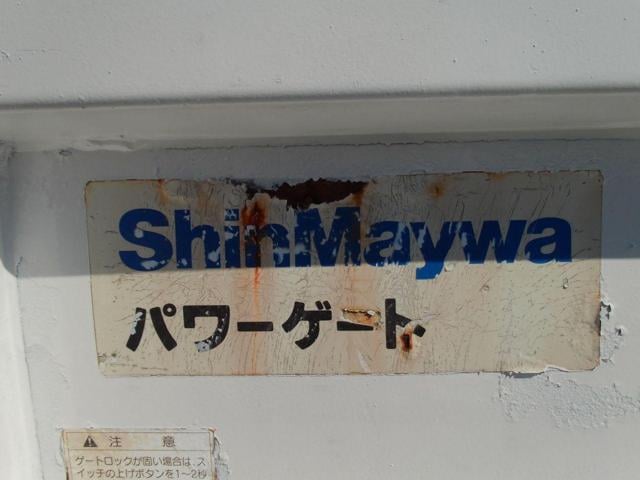 ShinMaywa
パワーゲート
⚠ 注 意
ゲートロックが固い場合は、ス
イッチの上げボタンを1～2秒